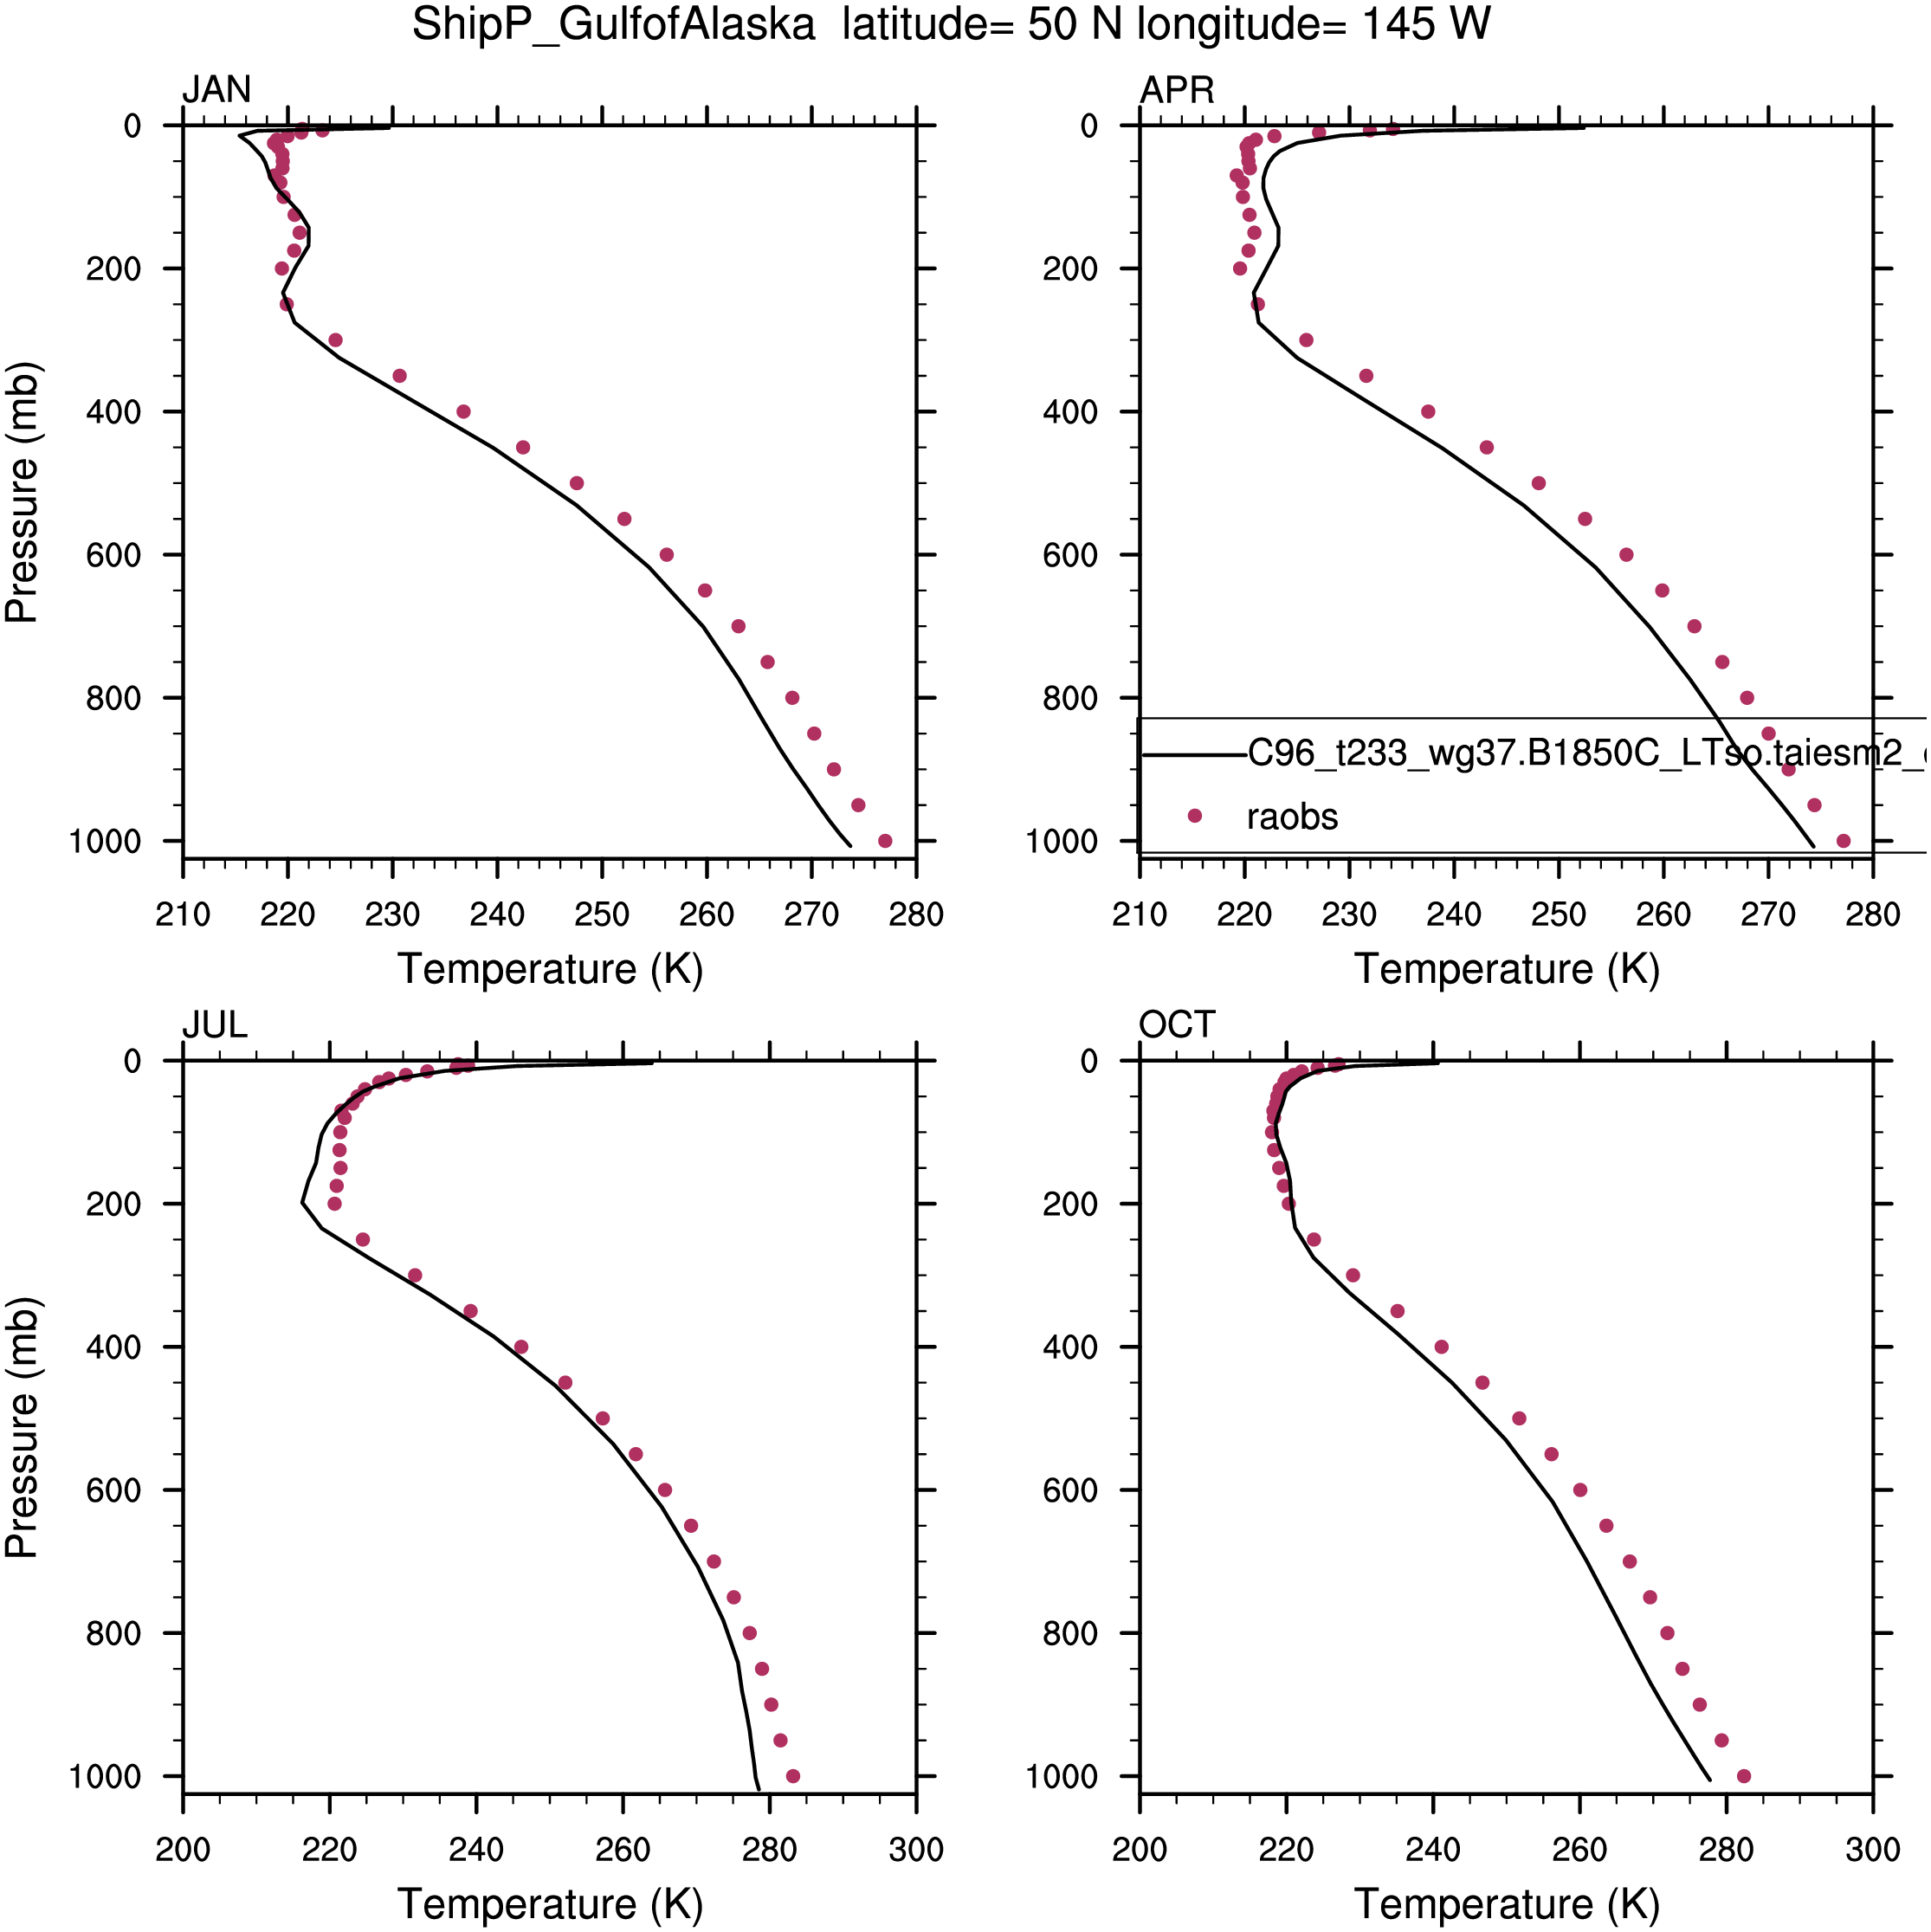 ShipP_GulfofAlaska latitude= 50 N longitude= 145 W
JAN
0
200
400
600
800
1000
Pressure (mb)
210 220 230 240 250 260 270 280
Temperature (K)
APR
0
200
400
600
800
1000
C96_t233_wg37.B1850C_LTso.taiesm2_
raobs
210 220 230 240 250 260 270 280
Temperature (K)
JUL
0
200
400
600
800
1000
Pressure (mb)
200 220 240 260 280 300
Temperature (K)
OCT
0
200
400
600
800
1000
200 220 240 260 280 300
Temperature (K)